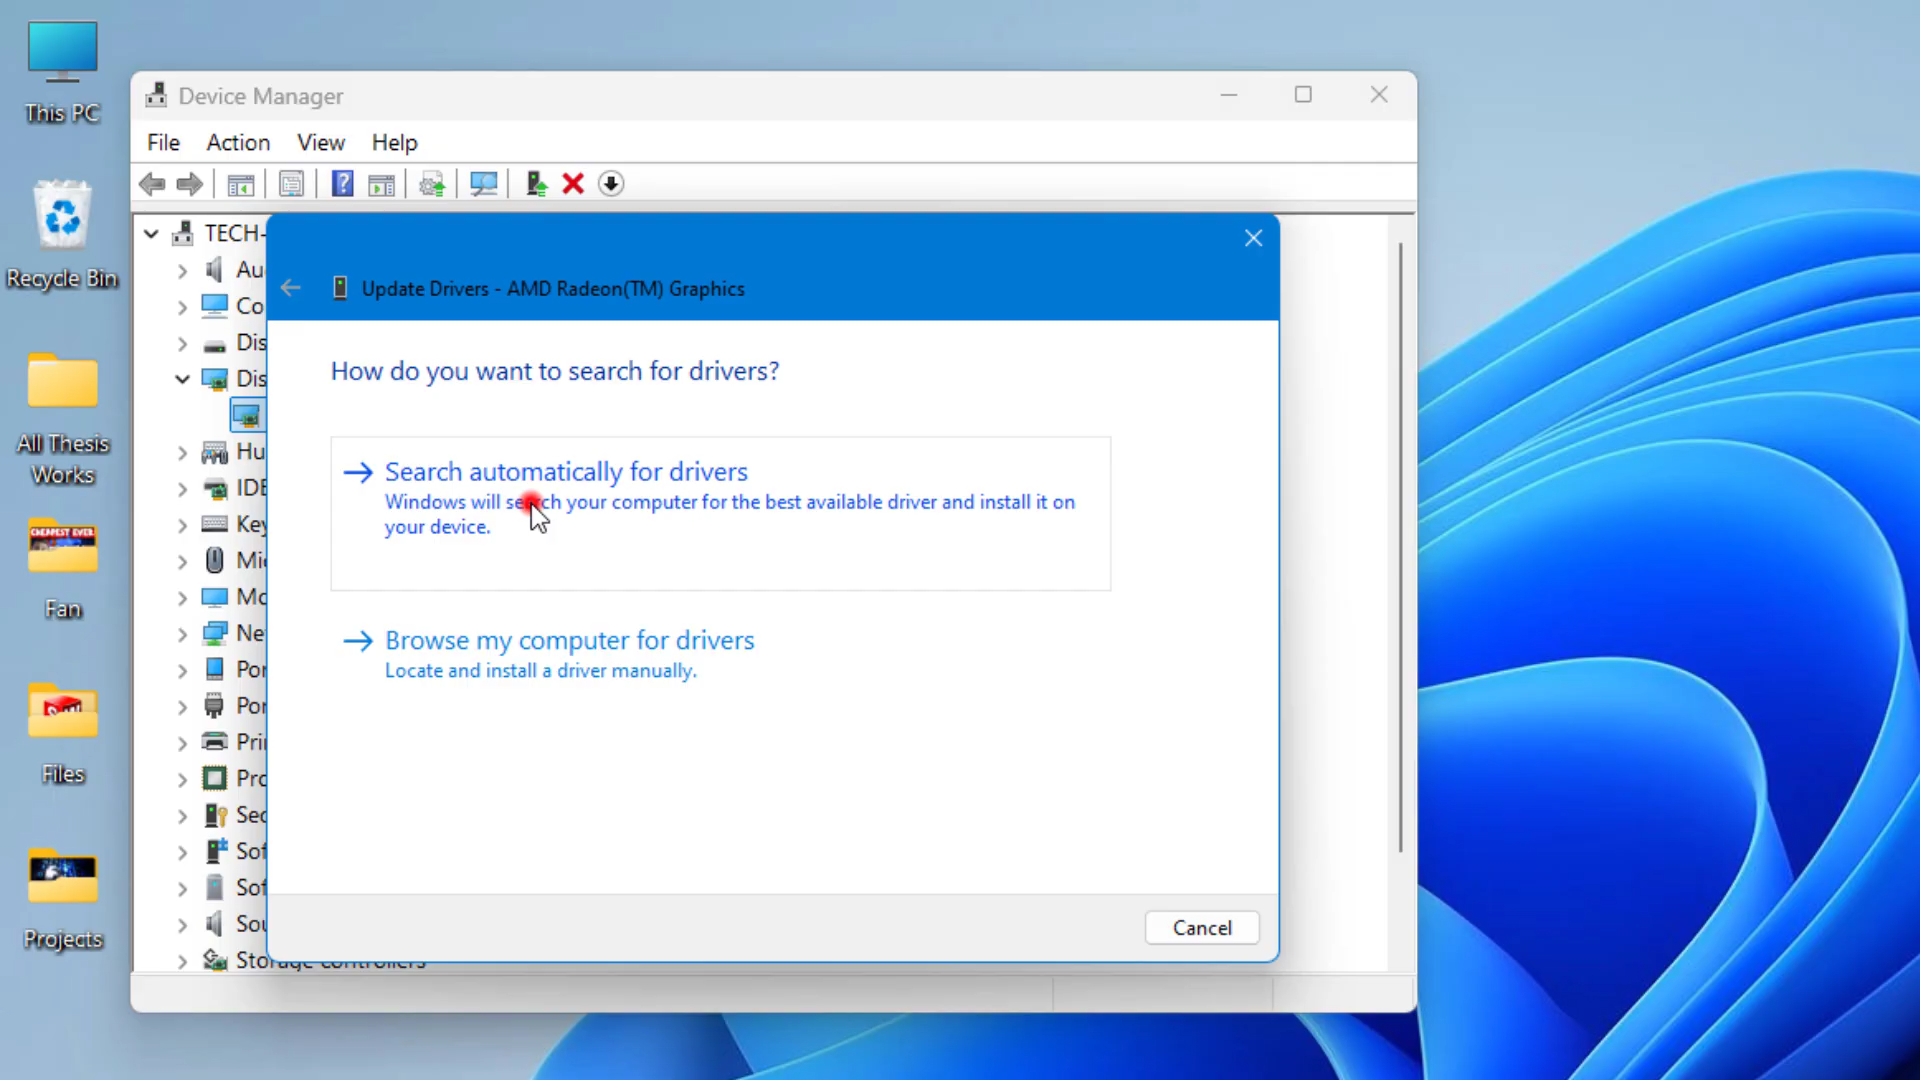 This PC
Recycle Bin
All Thesis
Works
Fan
CHEAPEST EVER
Files
Projects
Device Manager
File Action View Help
TECH-
Au
Co
Dis
Dis
Hu
IDE
Key
Mic
Mo
Ne
Por
Por
Pri
Pro
Sec
Sof
Sof
Sou
Storage controllers
Update Drivers - AMD Radeon(TM) Graphics
How do you want to search for drivers?
Search automatically for drivers
Windows will search your computer for the best available driver and install it on
your device.
Browse my computer for drivers
Locate and install a driver manually.
Cancel